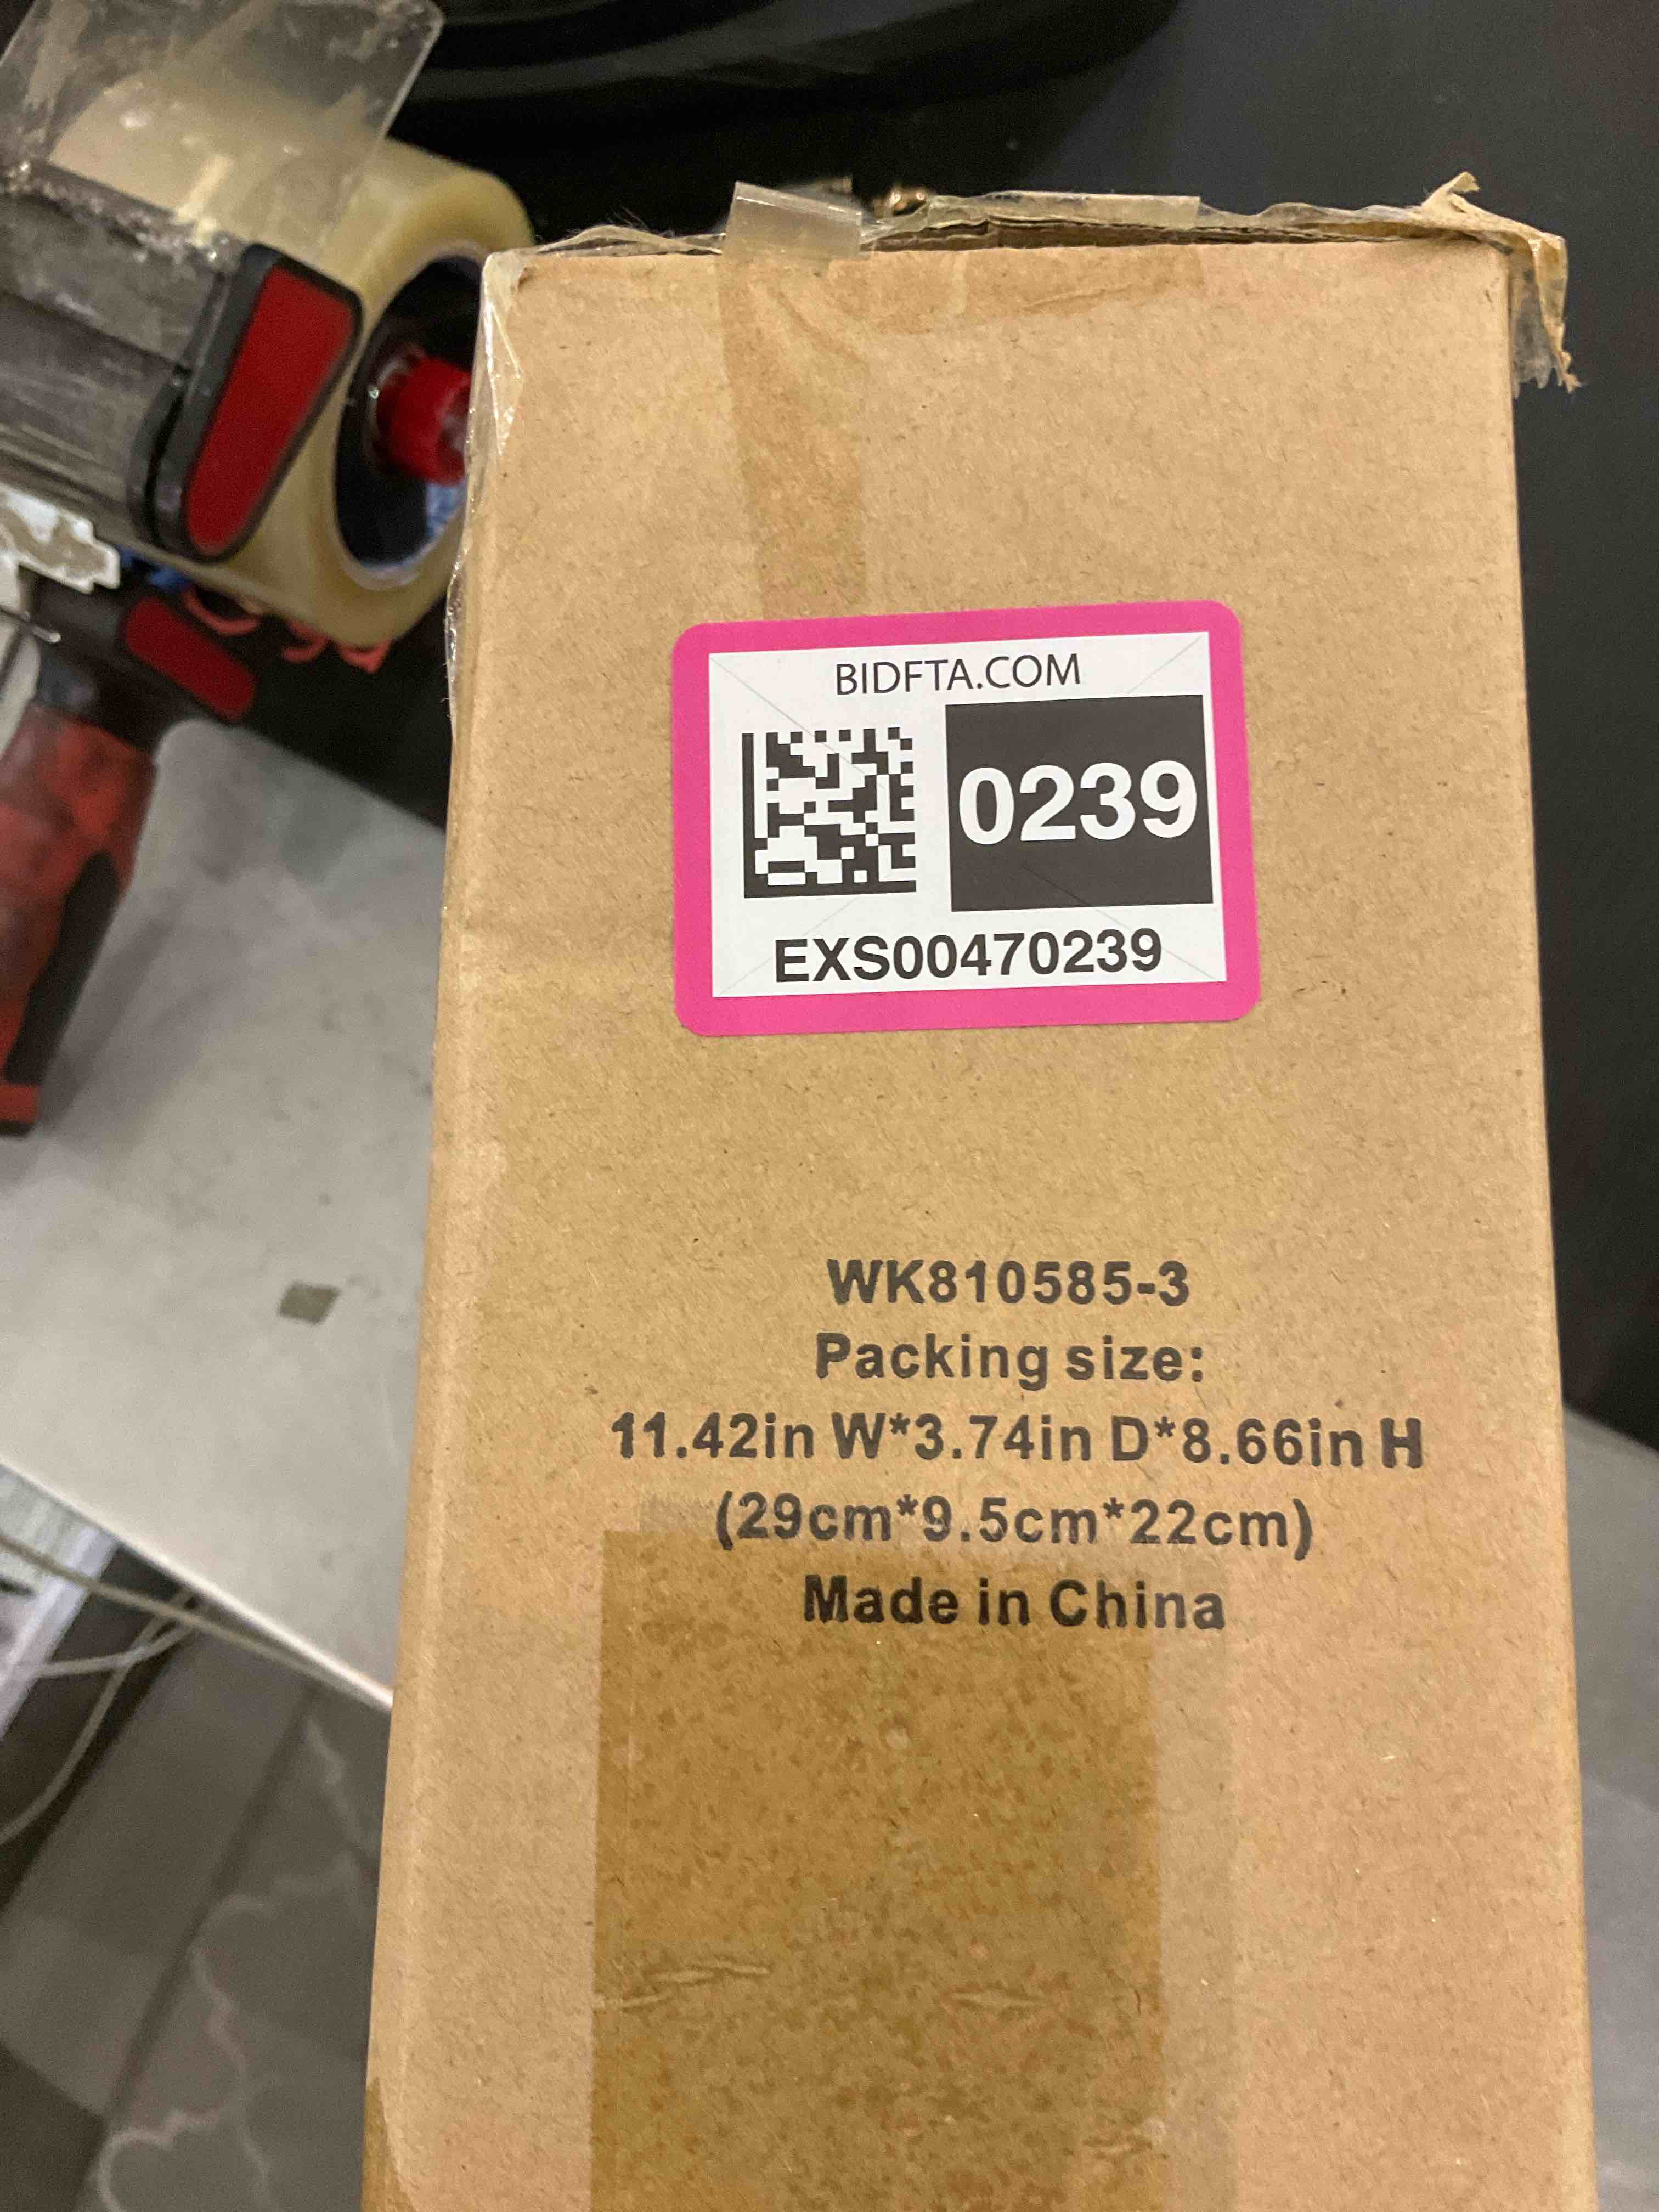 BIDFTA.COM
0239
EXS00470239
WK810585-3
Packing size:
11.42in W*3.74in D*8.66in H
(29cm*9.5cm*22cm)
Made in China